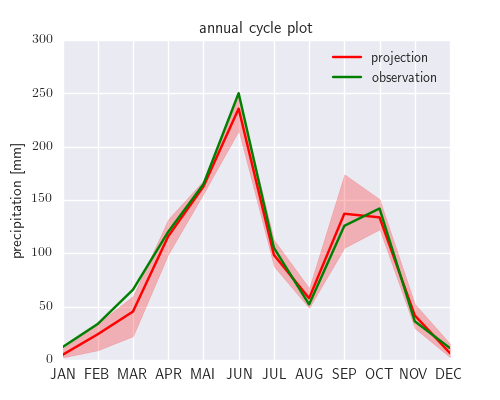 annual cycle plot
300
250
200
150
100
50
0
precipitation [mm]
projection
observation
JAN FEB MAR APR MAI JUN JUL AUG SEP OCT NOV DEC